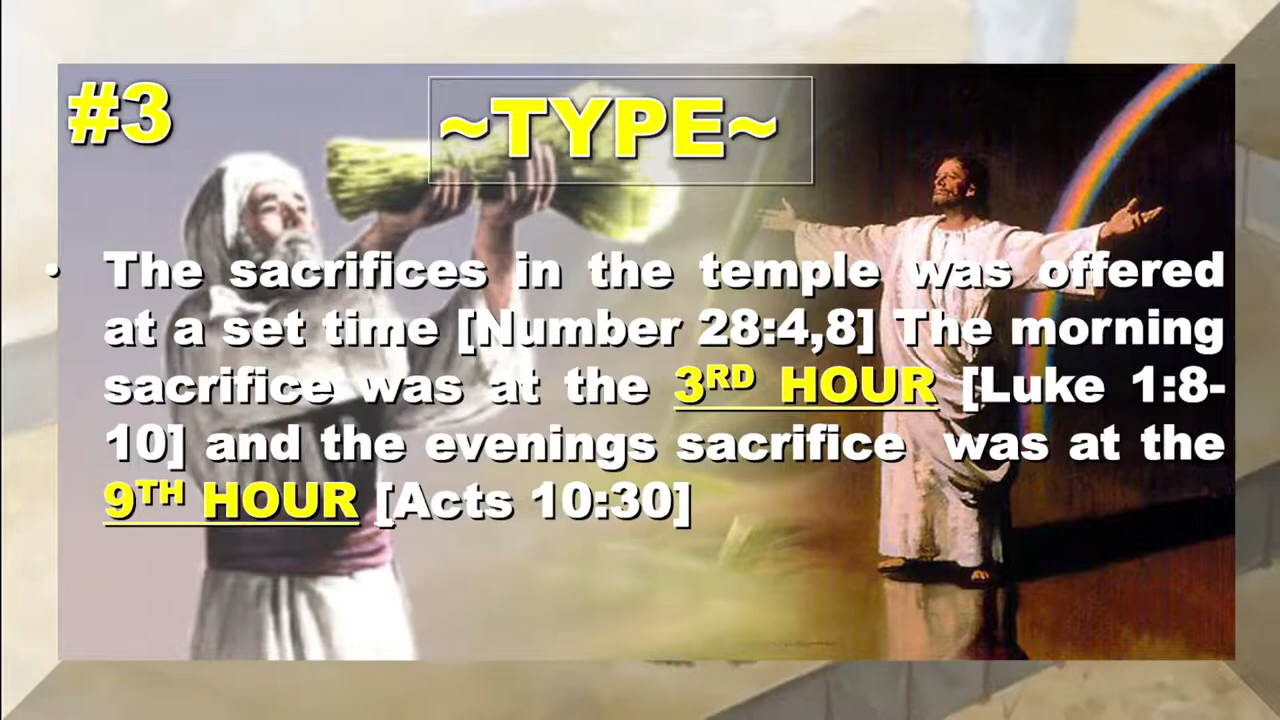 #3
~TYPE~
• The sacrifices in the temple was offered
at a set time [Number 28:4,8] The morning
sacrifice was at the 3RD HOUR [Luke 1:8-
10] and the evenings sacrifice was at the
9TH HOUR [Acts 10:30]